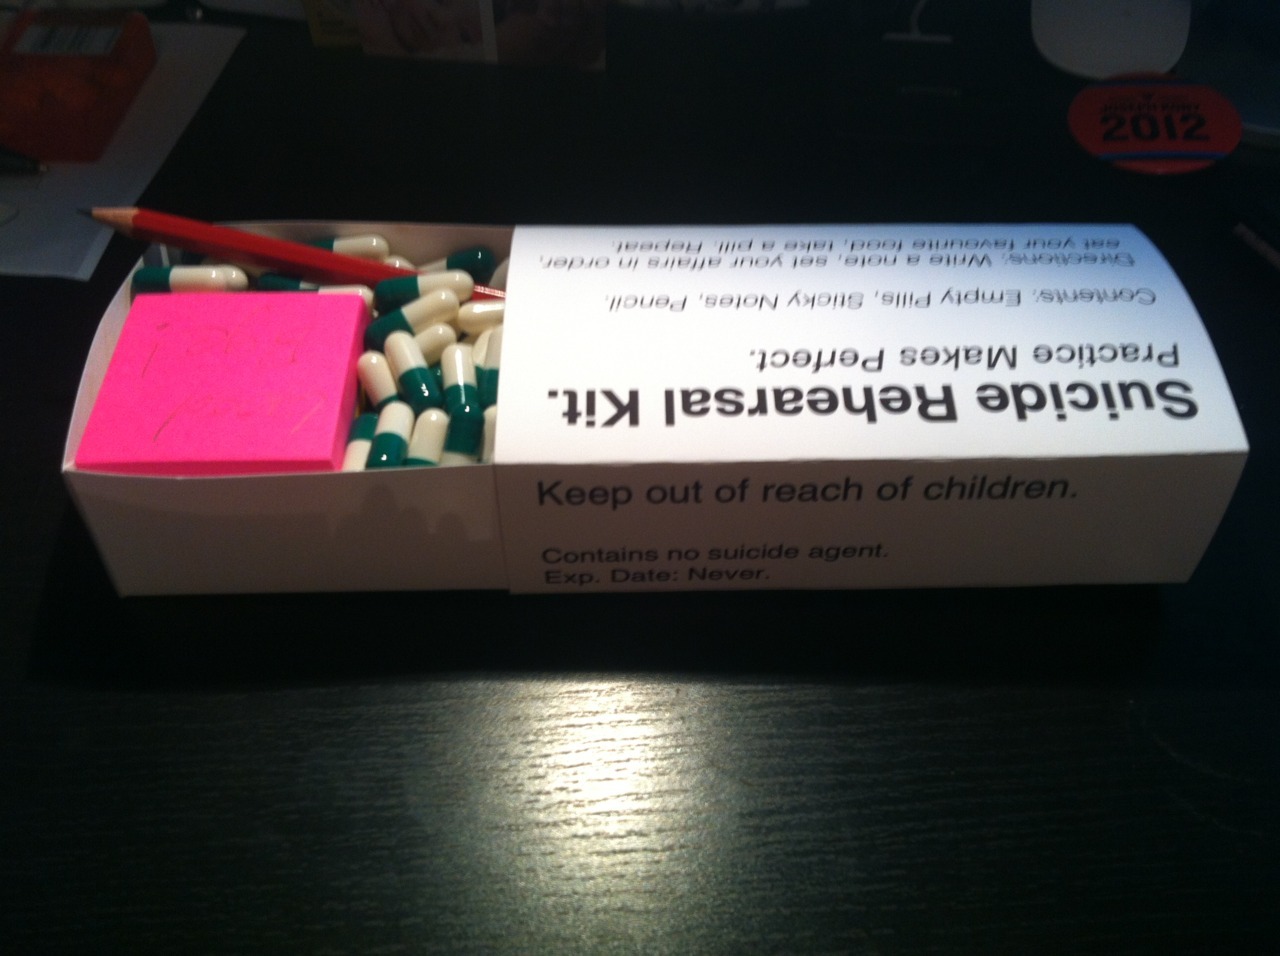 2012
Directions: Write a note, set your affairs in order,
eat your favourite food, take a pill. Repeat.
Contents: Empty Pills, Sticky Notes, Pencil.
Practice Makes Perfect.
Suicide Rehearsal Kit.
Keep out of reach of children.
Contains no suicide agent.
Exp. Date: Never.